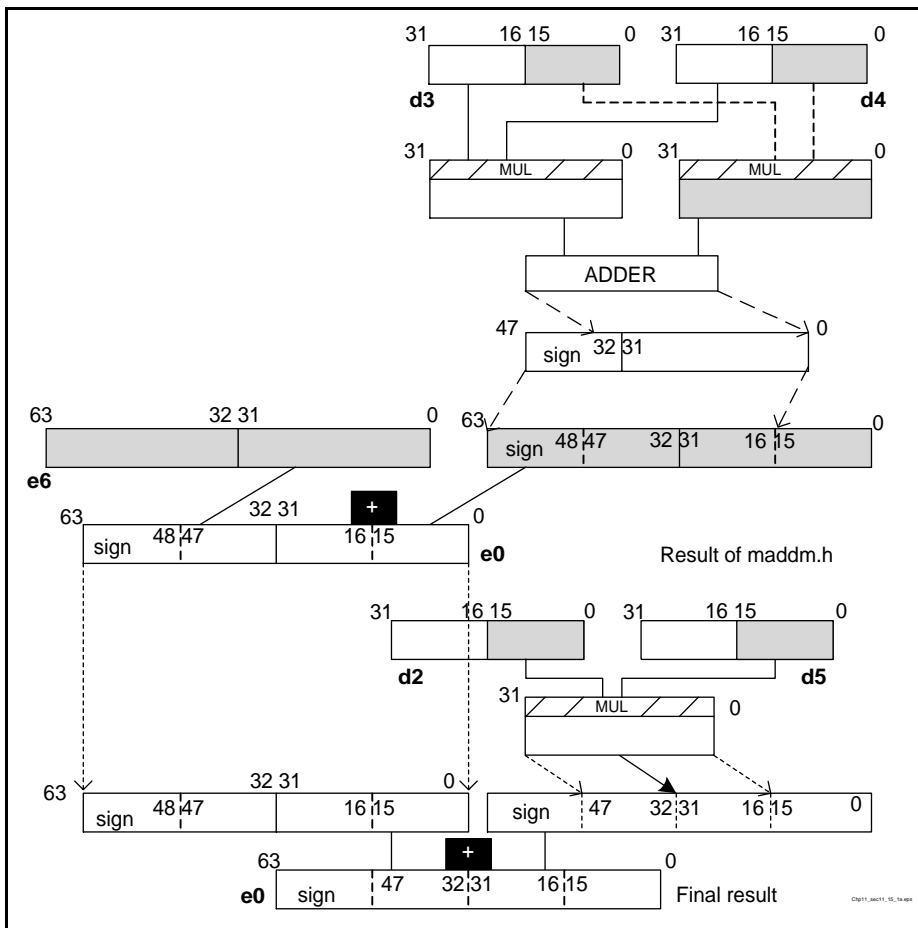 31 16 15 0 31 16 15 0
d3 d4
31 0 31 0
MUL MUL
ADDER
47 0
sign 32 31
63 32 31 0 63 0
sign 48 47 32 31 16 15
e6
63 32 31 + 0
sign 48 47 16 15 e0
Result of maddm.h
31 16 15 0 31 16 15 0
d2 d5
31 0
MUL
63 32 31 0
sign 48 47 16 15 sign 47 32 31 16 15 0
63 + 0
e0 sign 47 32 31 16 15 Final result
Chp11_sec11_15_1a.eps